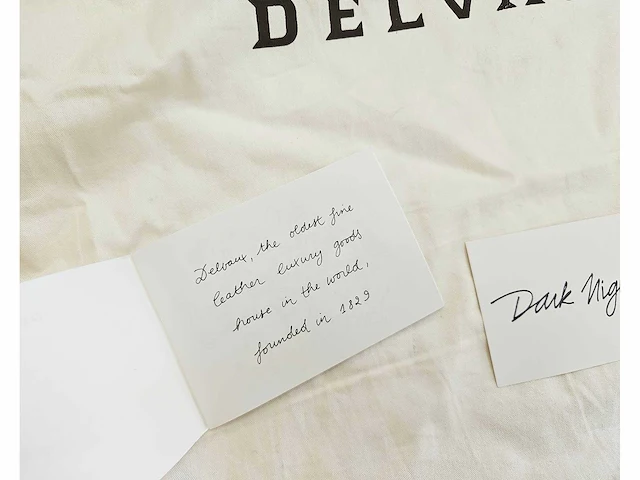 DELVA
Delvaux, the oldest fine
leather luxury goods
house in the world,
founded in 1829
Dark Nig